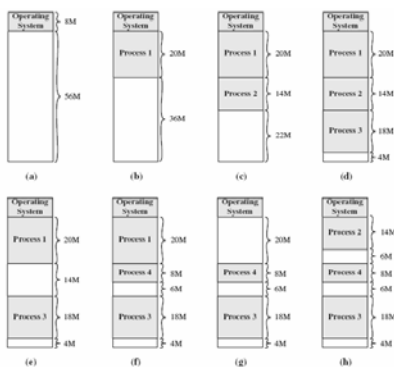 Operating
System
8M
56M
(a)
Operating
System
Process 1
20M
36M
(b)
Operating
System
Process 1
20M
Process 2
14M
22M
(c)
Operating
System
Process 1
20M
Process 2
14M
Process 3
18M
4M
(d)
Operating
System
Process 1
20M
14M
Process 3
18M
4M
(e)
Operating
System
Process 1
20M
Process 4
8M
6M
Process 3
18M
4M
(f)
Operating
System
20M
Process 4
8M
6M
Process 3
18M
4M
(g)
Operating
System
Process 2
14M
6M
Process 4
8M
6M
Process 3
18M
4M
(h)